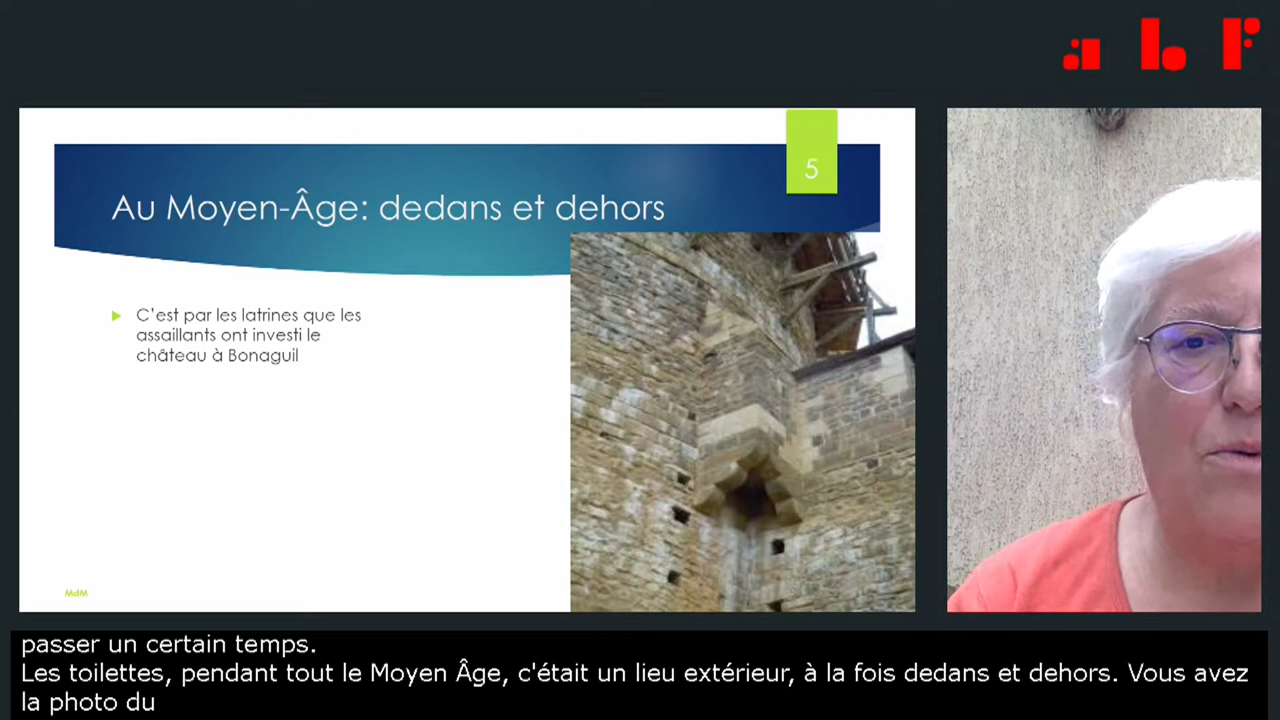 abf
5
Au Moyen-Âge: dedans et dehors
C'est par les latrines que les
assaillants ont investi le
château à Bonaguil
MdM
passer un certain temps.
Les toilettes, pendant tout le Moyen Âge, c'était un lieu extérieur, à la fois dedans et dehors. Vous avez
la photo du